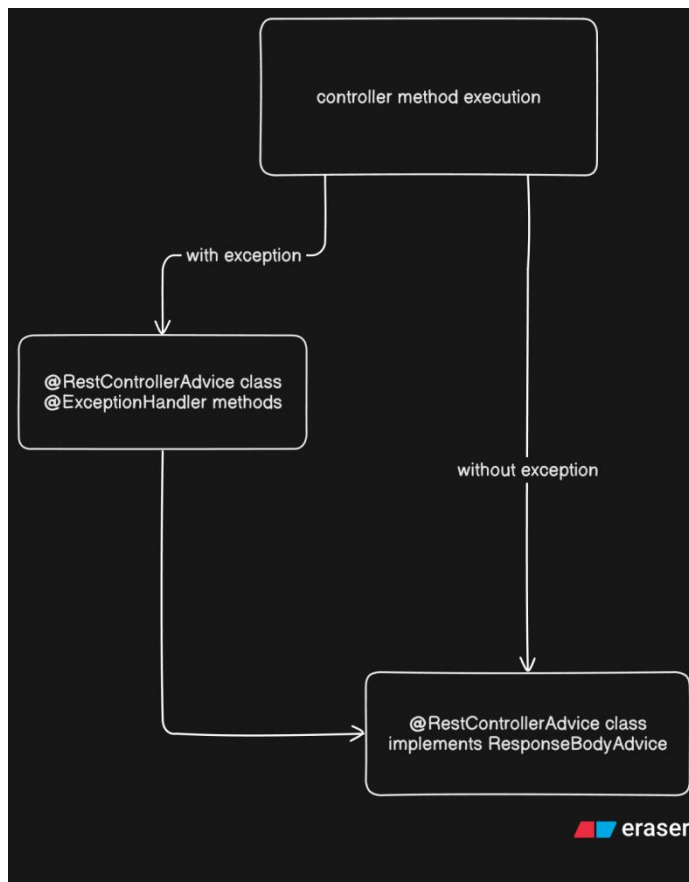 controller method execution
with exception
@RestControllerAdvice class
@ExceptionHandler methods
without exception
@RestControllerAdvice class
implements ResponseBodyAdvice
eraser